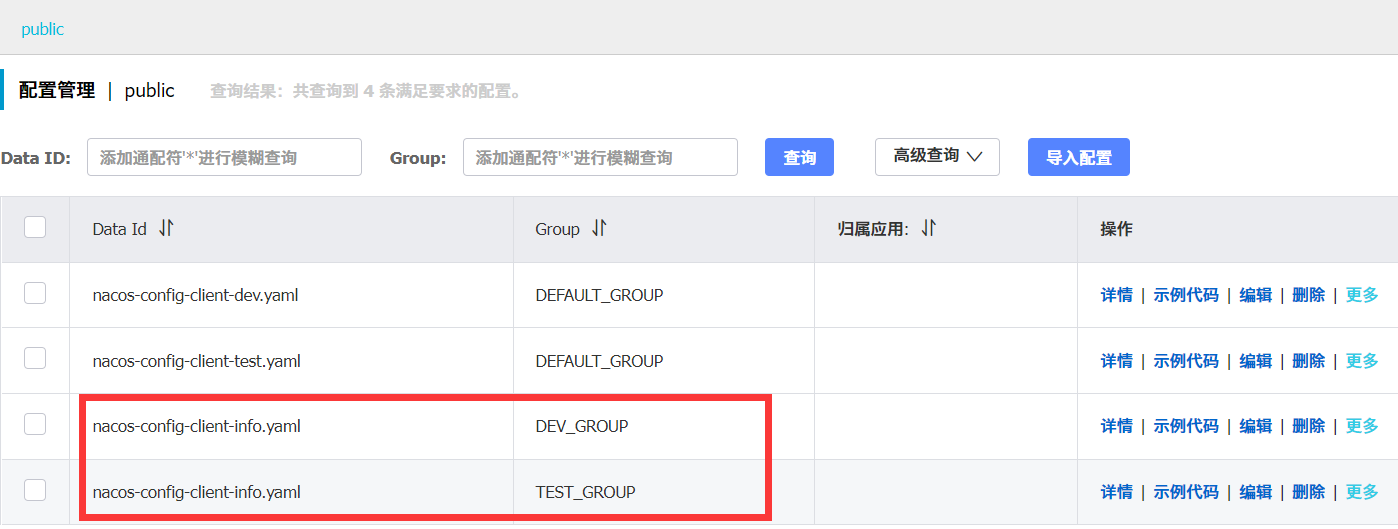 public
配置管理 | public 查询结果：共查询到 4 条满足要求的配置。
Data ID: 添加通配符'*'进行模糊查询 Group: 添加通配符'*'进行模糊查询 查询 高级查询 导入配置
Data Id Group 归属应用: 操作
nacos-config-client-dev.yaml DEFAULT_GROUP 详情 | 示例代码 | 编辑 | 删除 | 更多
nacos-config-client-test.yaml DEFAULT_GROUP 详情 | 示例代码 | 编辑 | 删除 | 更多
nacos-config-client-info.yaml DEV_GROUP 详情 | 示例代码 | 编辑 | 删除 | 更多
nacos-config-client-info.yaml TEST_GROUP 详情 | 示例代码 | 编辑 | 删除 | 更多